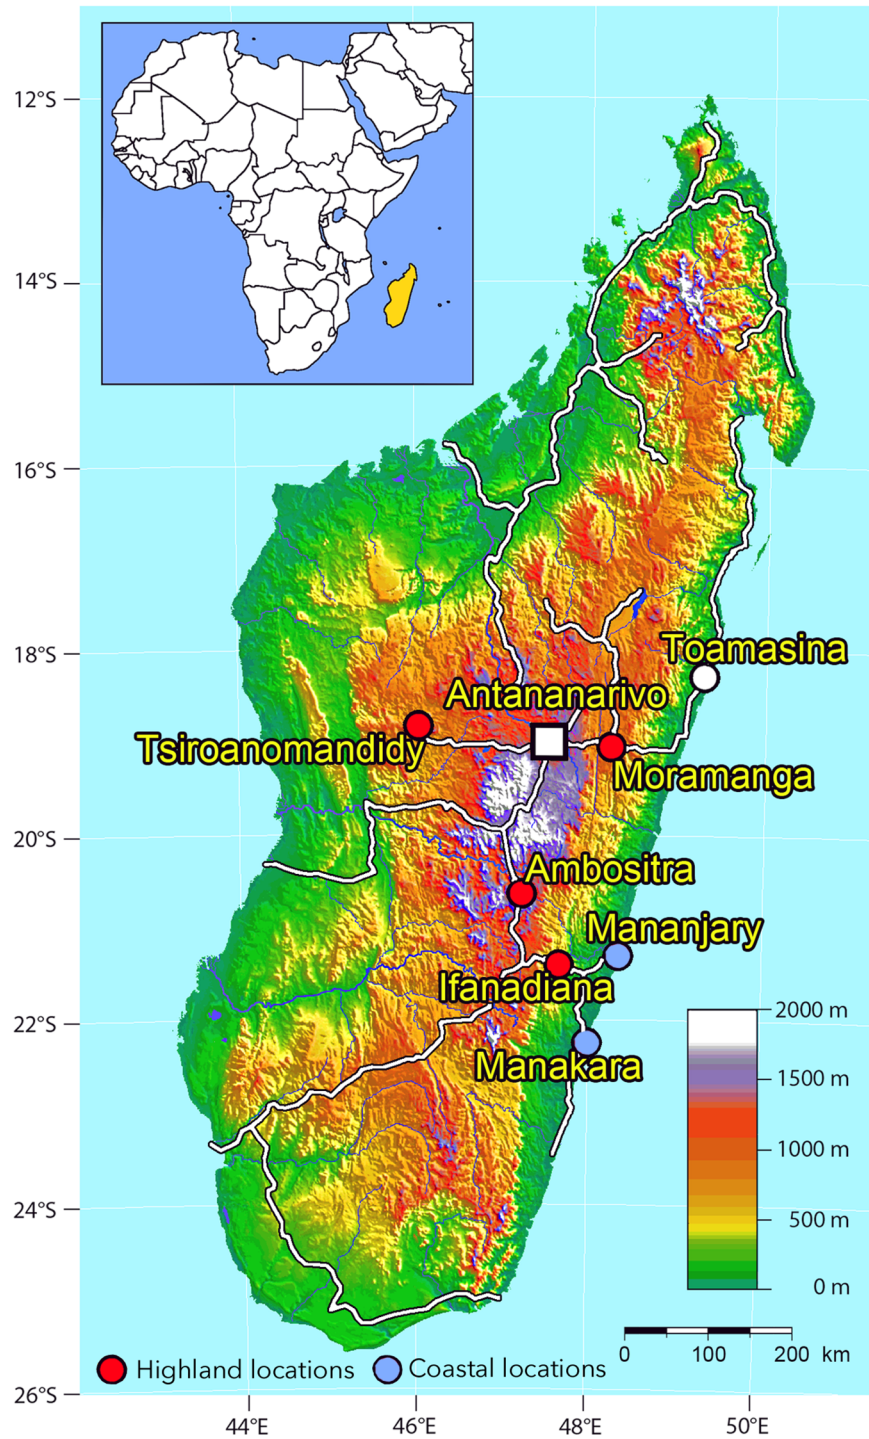 12°S
14°S
16°S
18°S
Toamasina
Antananarivo
Tsiroanomandidy
Moramanga
20°S
Ambositra
Mananjary
Ifanadiana
2000 m
22°S
Manakara
1500 m
1000 m
24°S
500 m
0 m
0 100 200 km
Highland locations Coastal locations
26°S
44°E 46°E 48°E 50°E